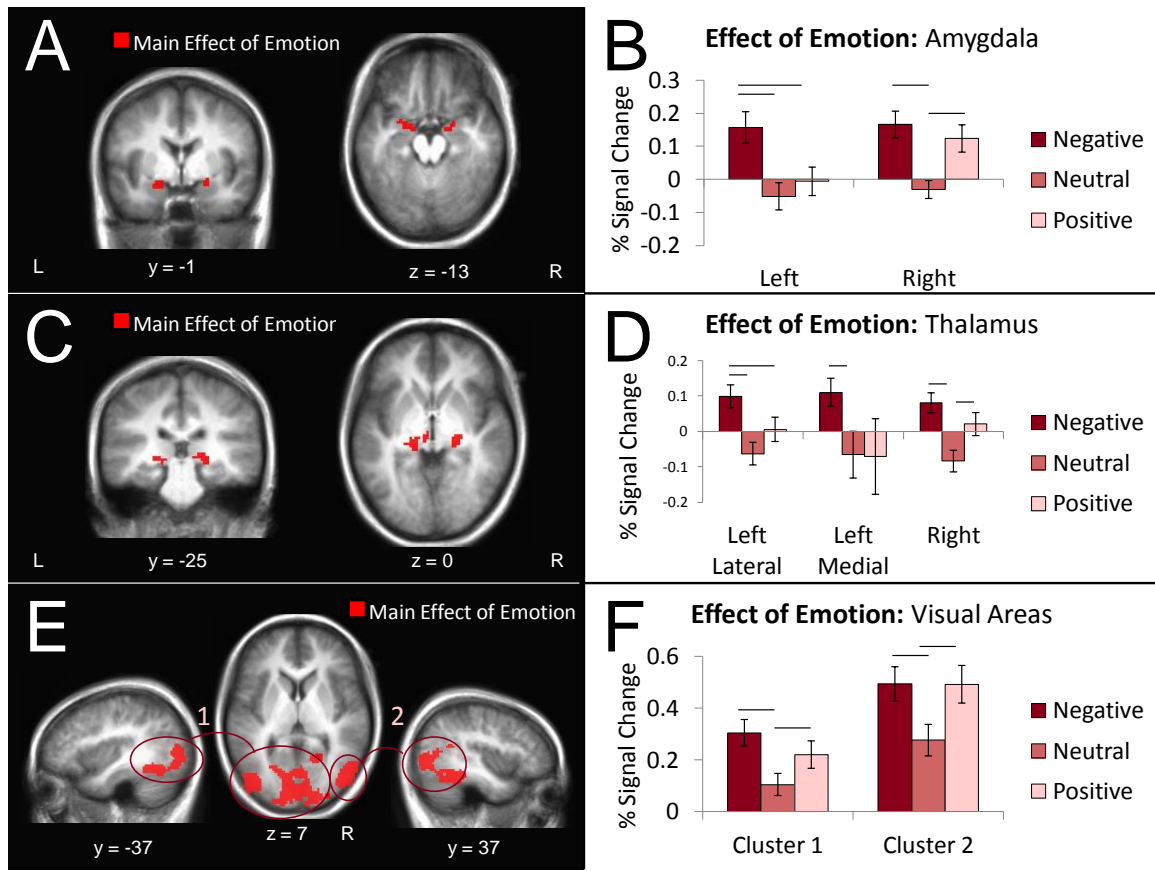 A
Main Effect of Emotion
L
y = -1
z = -13
R
B
Effect of Emotion: Amygdala
% Signal Change
0.3
0.2
0.1
0
-0.1
-0.2
Left
Right
Negative
Neutral
Positive
C
Main Effect of Emotior
L
y = -25
z = 0
R
D
Effect of Emotion: Thalamus
% Signal Change
0.2
0.1
0
-0.1
-0.2
Left
Lateral
Left
Medial
Right
Negative
Neutral
Positive
E
Main Effect of Emotion
1
2
y = -37
z = 7
R
y = 37
F
Effect of Emotion: Visual Areas
% Signal Change
0.6
0.4
0.2
0
Cluster 1
Cluster 2
Negative
Neutral
Positive